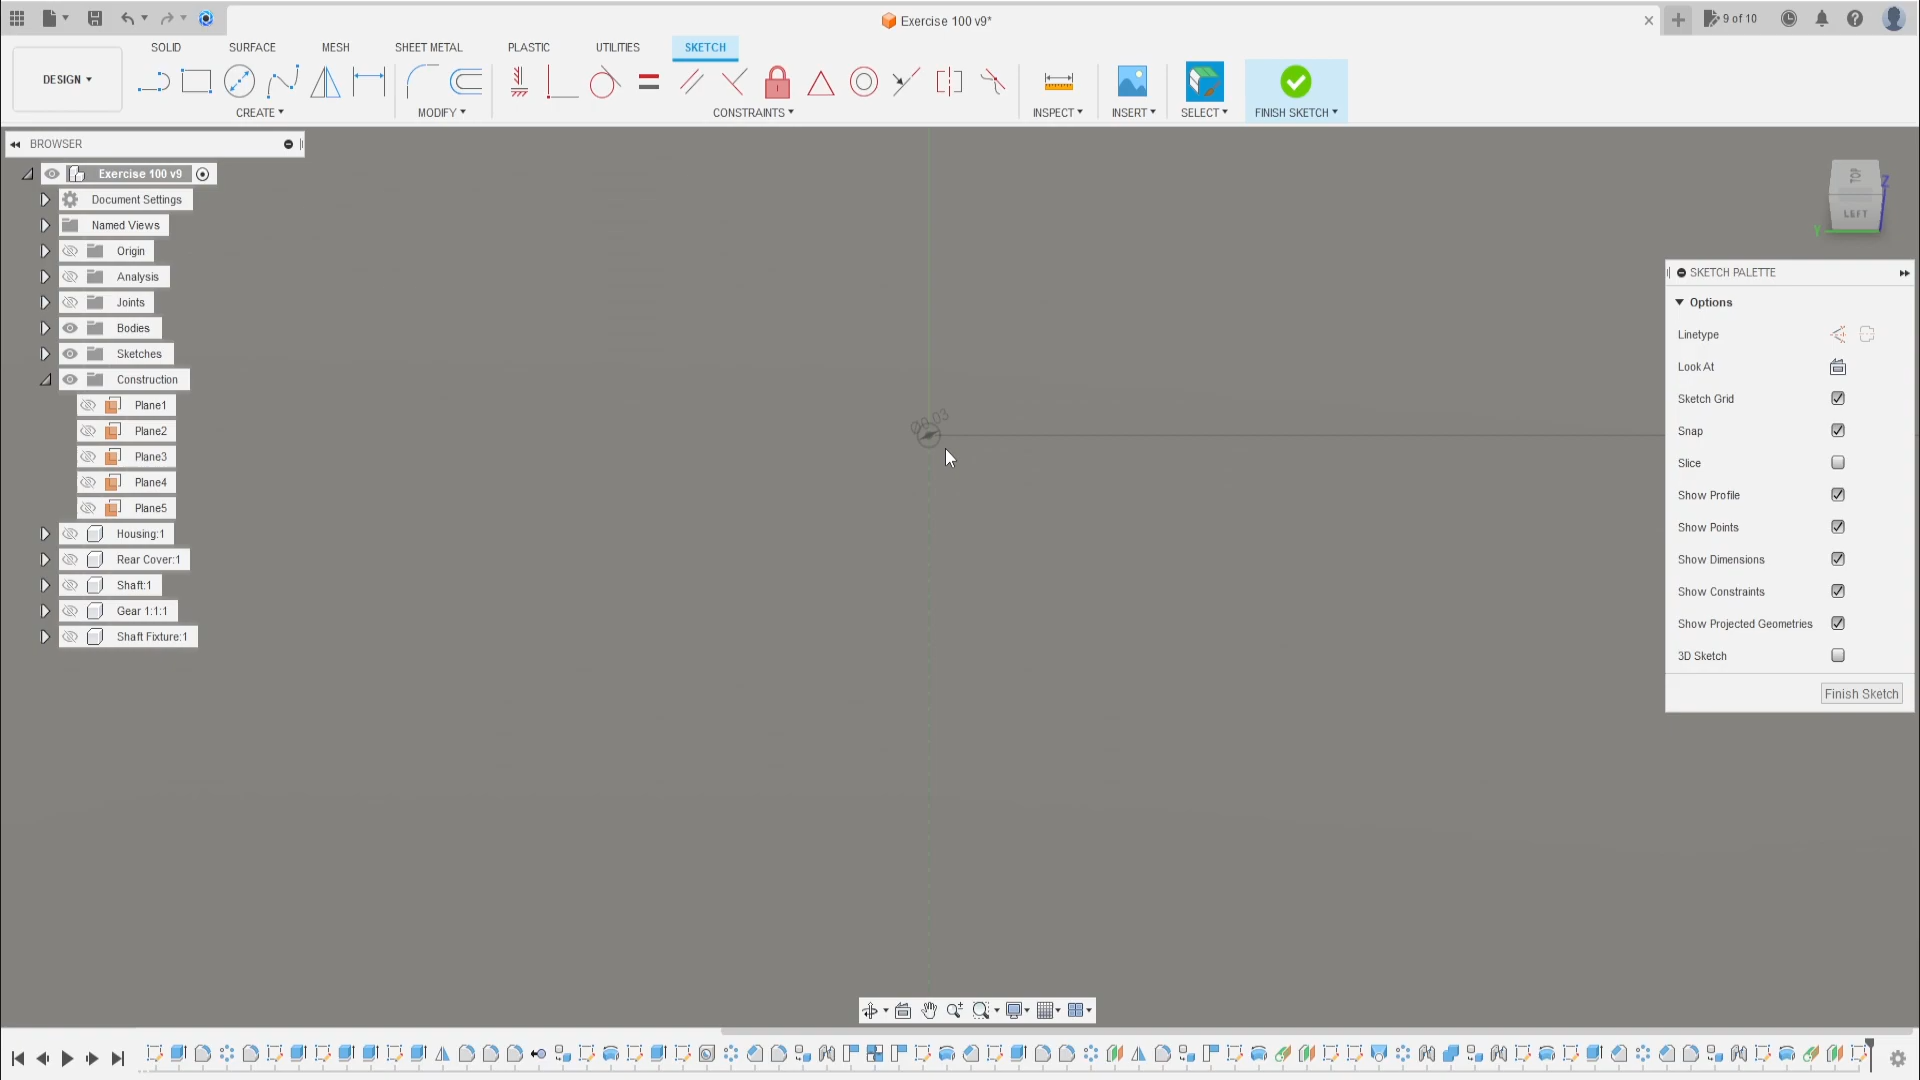 Exercise 100 v9*
9 of 10
SOLID SURFACE MESH SHEET METAL PLASTIC UTILITIES SKETCH
DESIGN
CREATE MODIFY CONSTRAINTS INSPECT INSERT SELECT FINISH SKETCH
BROWSER
Exercise 100 v9
Document Settings
Named Views
Origin
Analysis
Joints
Bodies
Sketches
Construction
Plane1
Plane2
Plane3
Plane4
Plane5
Housing:1
Rear Cover:1
Shaft:1
Gear 1:1:1
Shaft Fixture:1
Ø0.03
TOP
LEFT
Z
Y
SKETCH PALETTE
Options
Linetype
Look At
Sketch Grid
Snap
Slice
Show Profile
Show Points
Show Dimensions
Show Constraints
Show Projected Geometries
3D Sketch
Finish Sketch